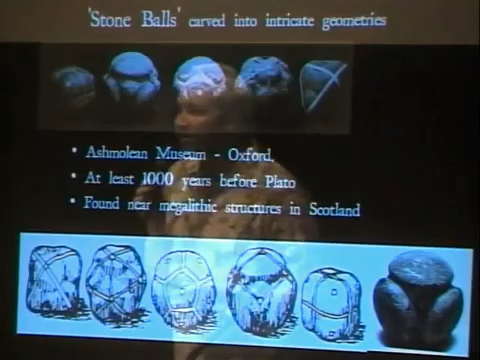 'Stone Balls' carved into intricate geometries
• Ashmolean Museum - Oxford,
• At least 1000 years before Plato
• Found near megalithic structures in Scotland